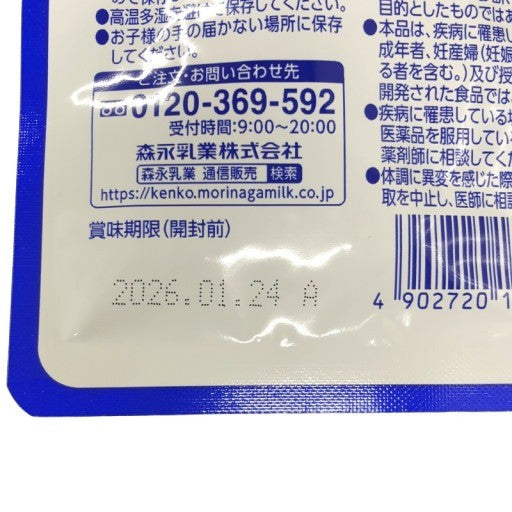 ●高温多湿を避けて保存してください。
●お子様の手の届かない場所に保存
してください。
ご注文・お問い合わせ先
0120-369-592
受付時間:9:00~20:00
森永乳業株式会社
森永乳業 通信販売 検索
https://kenko.morinagamilk.co.jp
賞味期限(開封前)
2026.01.24 A
目的としたものではあ
●本品は、疾病に罹患し
成年者、妊産婦(妊娠
る者を含む。)及び授
開発された食品では
●疾病に罹患している場
医薬品を服用してい
薬剤師に相談してくだ
●体調に異変を感じた際
取を中止し、医師に相談
4 902720 1